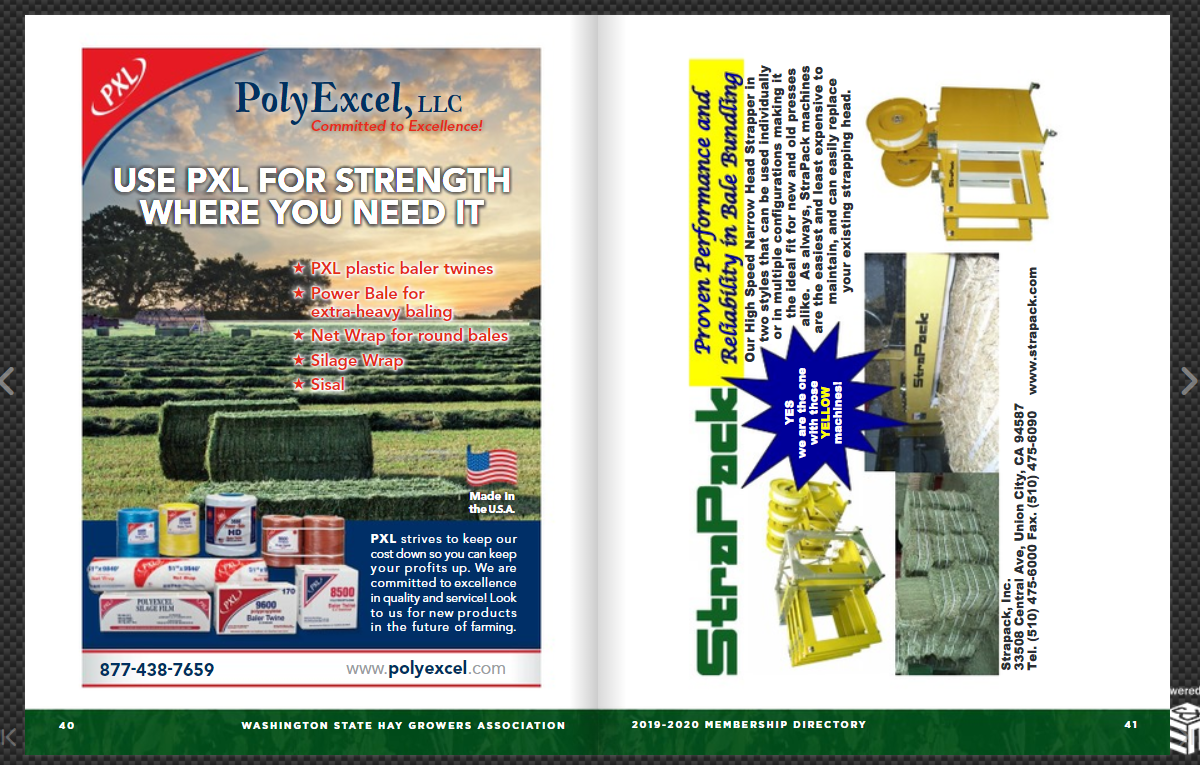 PXL
PolyExcel, LLC
Committed to Excellence!
USE PXL FOR STRENGTH
WHERE YOU NEED IT
★ PXL plastic baler twines
★ Power Bale for
extra-heavy baling
★ Net Wrap for round bales
★ Silage Wrap
★ Sisal
Made in
the U.S.A.
HD
POLYEXCEL
SILAGE FILM
PXL
170
9600
Baler Twine
PXL
8500
Baler Twine
PXL strives to keep our
cost down so you can keep
your profits up. We are
committed to excellence
in quality and service! Look
to us for new products
in the future of farming.
877-438-7659
www.polyexcel.com
40
WASHINGTON STATE HAY GROWERS ASSOCIATION
StraPack
Proven Performance and
Reliability in Bale Bundling
Our High Speed Narrow Head Strapper in
two styles that can be used individually
or in multiple configurations making it
the ideal fit for new and old presses
alike. As always, StraPack machines
are the easiest and least expensive to
maintain, and can easily replace
your existing strapping head.
YES
we are the one
with those
YELLOW
machines!
StraPack
StraPack
Strapack, Inc.
33508 Central Ave, Union City, CA 94587
Tel. (510) 475-6000 Fax. (510) 475-6090 www.strapack.com
2019-2020 MEMBERSHIP DIRECTORY
41
wered